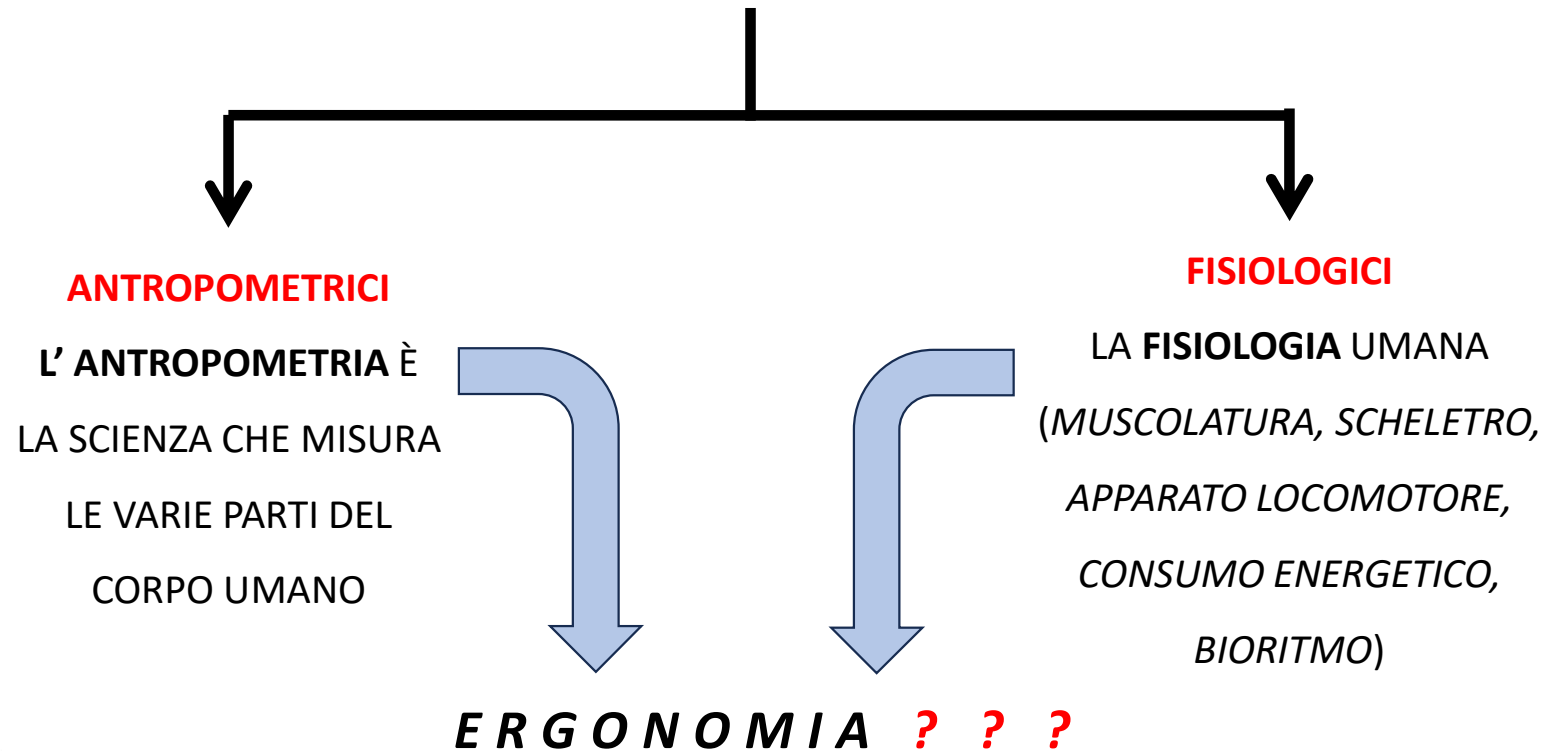 ANTROPOMETRICI
L’ ANTROPOMETRIA È
LA SCIENZA CHE MISURA
LE VARIE PARTI DEL
CORPO UMANO
FISIOLOGICI
LA FISIOLOGIA UMANA
(MUSCOLATURA, SCHELETRO,
APPARATO LOCOMOTORE,
CONSUMO ENERGETICO,
BIORITMO)
E R G O N O M I A ? ? ?